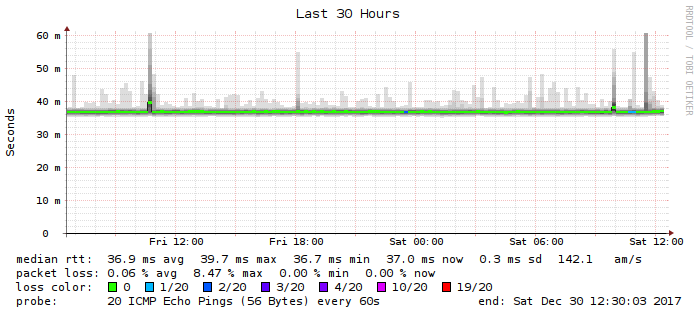 Last 30 Hours
RRDTOOL / TOBI OETIKER
Seconds
60 m
50 m
40 m
30 m
20 m
10 m
0
Fri 12:00 Fri 18:00 Sat 00:00 Sat 06:00 Sat 12:00
median rtt: 36.9 ms avg 39.7 ms max 36.7 ms min 37.0 ms now 0.3 ms sd 142.1 am/s
packet loss: 0.06 % avg 8.47 % max 0.00 % min 0.00 % now
loss color: 0 1/20 2/20 3/20 4/20 10/20 19/20
probe: 20 ICMP Echo Pings (56 Bytes) every 60s end: Sat Dec 30 12:30:03 2017